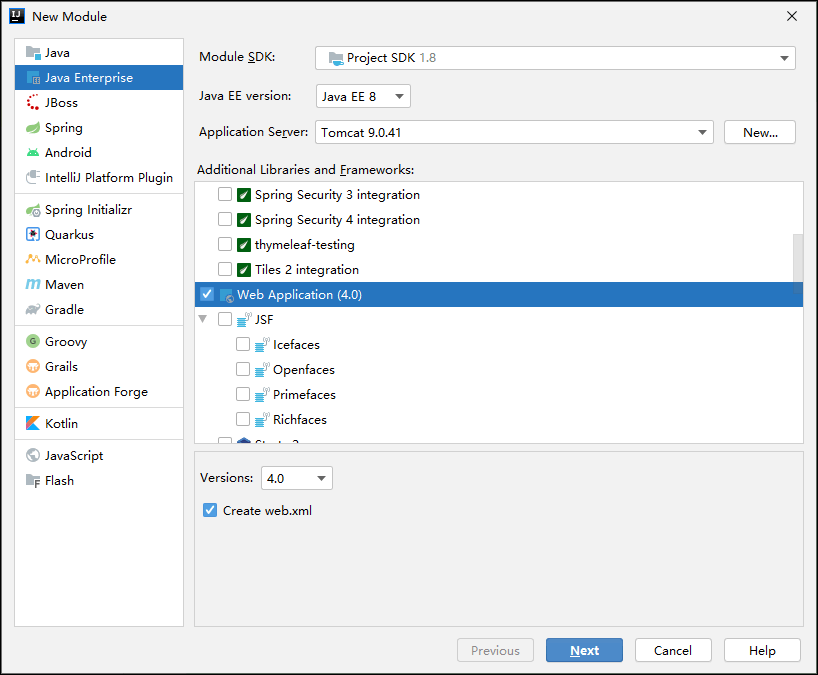 New Module
Java
Java Enterprise
JBoss
Spring
Android
IntelliJ Platform Plugin
Spring Initializr
Quarkus
MicroProfile
Maven
Gradle
Groovy
Grails
Application Forge
Kotlin
JavaScript
Flash
Module SDK: Project SDK 1.8
Java EE version: Java EE 8
Application Server: Tomcat 9.0.41 New...
Additional Libraries and Frameworks:
Spring Security 3 integration
Spring Security 4 integration
thymeleaf-testing
Tiles 2 integration
Web Application (4.0)
JSF
Icefaces
Openfaces
Primefaces
Richfaces
Versions: 4.0
Create web.xml
Previous Next Cancel Help